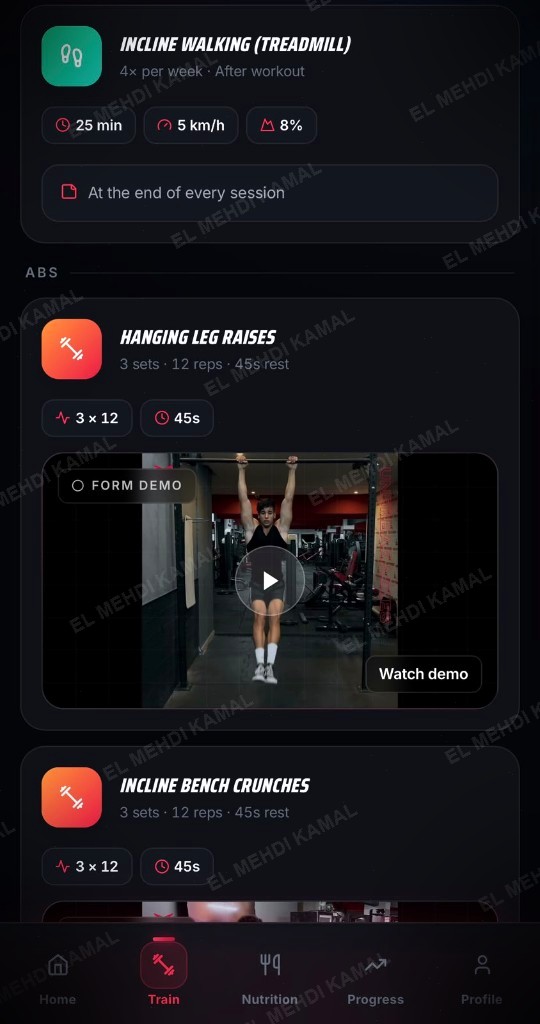 INCLINE WALKING (TREADMILL)
4× per week · After workout
25 min
5 km/h
8%
At the end of every session
ABS
HANGING LEG RAISES
3 sets · 12 reps · 45s rest
3 × 12
45s
FORM DEMO
Watch demo
INCLINE BENCH CRUNCHES
3 sets · 12 reps · 45s rest
3 × 12
45s
Home
Train
Nutrition
Progress
Profile
EL MEHDI KAMAL